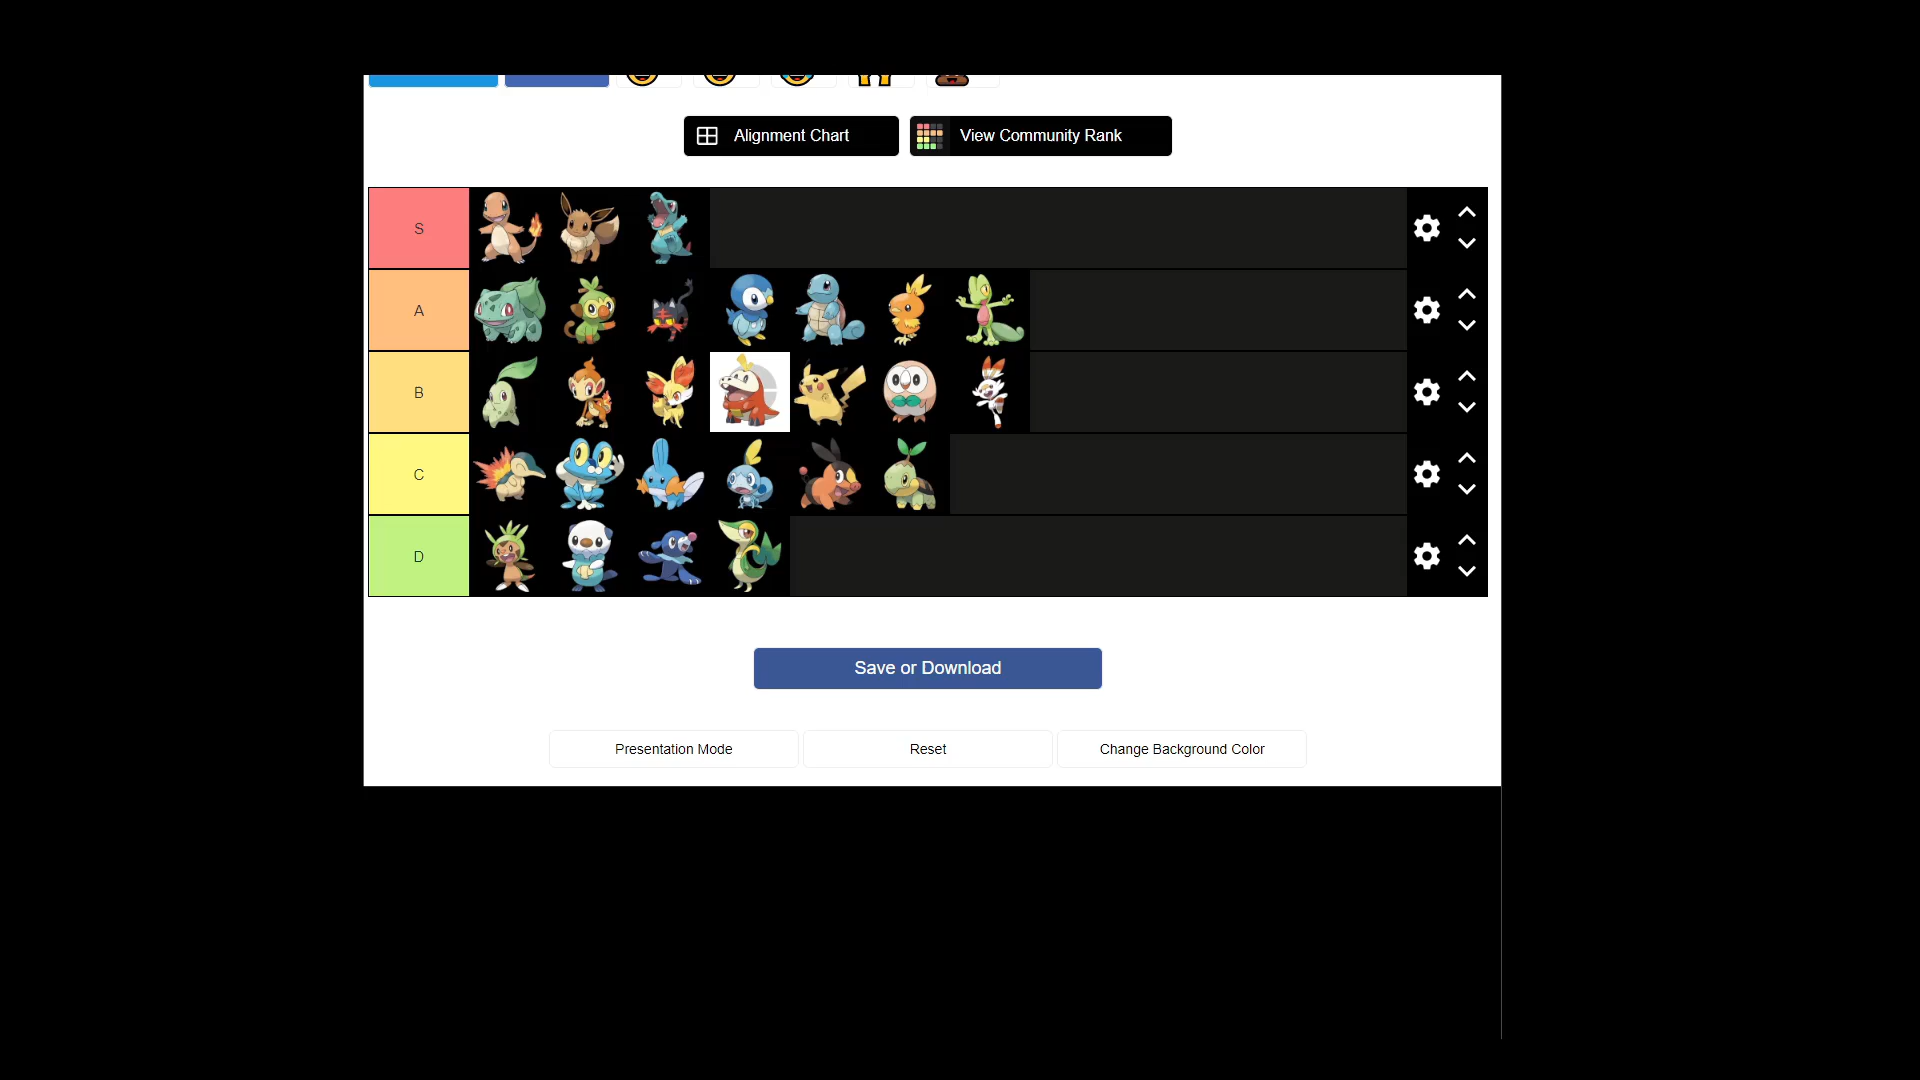 Alignment Chart
View Community Rank
S
A
B
C
D
Save or Download
Presentation Mode
Reset
Change Background Color